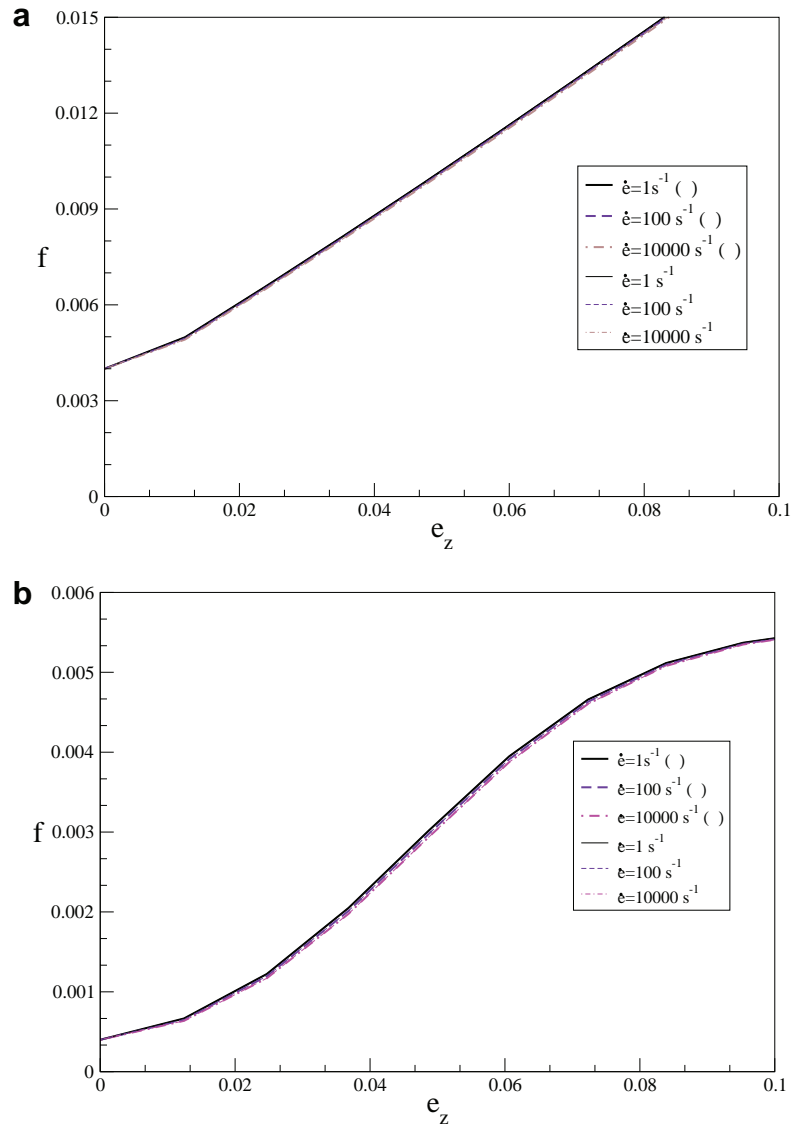 a
0.015
0.012
0.009
f
0.006
0.003
0
0
0.02
0.04
0.06
0.08
0.1
e_z
ė=1s⁻¹ ( )
ė=100 s⁻¹ ( )
ė=10000 s⁻¹ ( )
ė=1 s⁻¹
ė=100 s⁻¹
ė=10000 s⁻¹
b
0.006
0.005
0.004
0.003
f
0.002
0.001
0
0
0.02
0.04
0.06
0.08
0.1
e_z
ė=1s⁻¹ ( )
ė=100 s⁻¹ ( )
ė=10000 s⁻¹ ( )
ė=1 s⁻¹
ė=100 s⁻¹
ė=10000 s⁻¹